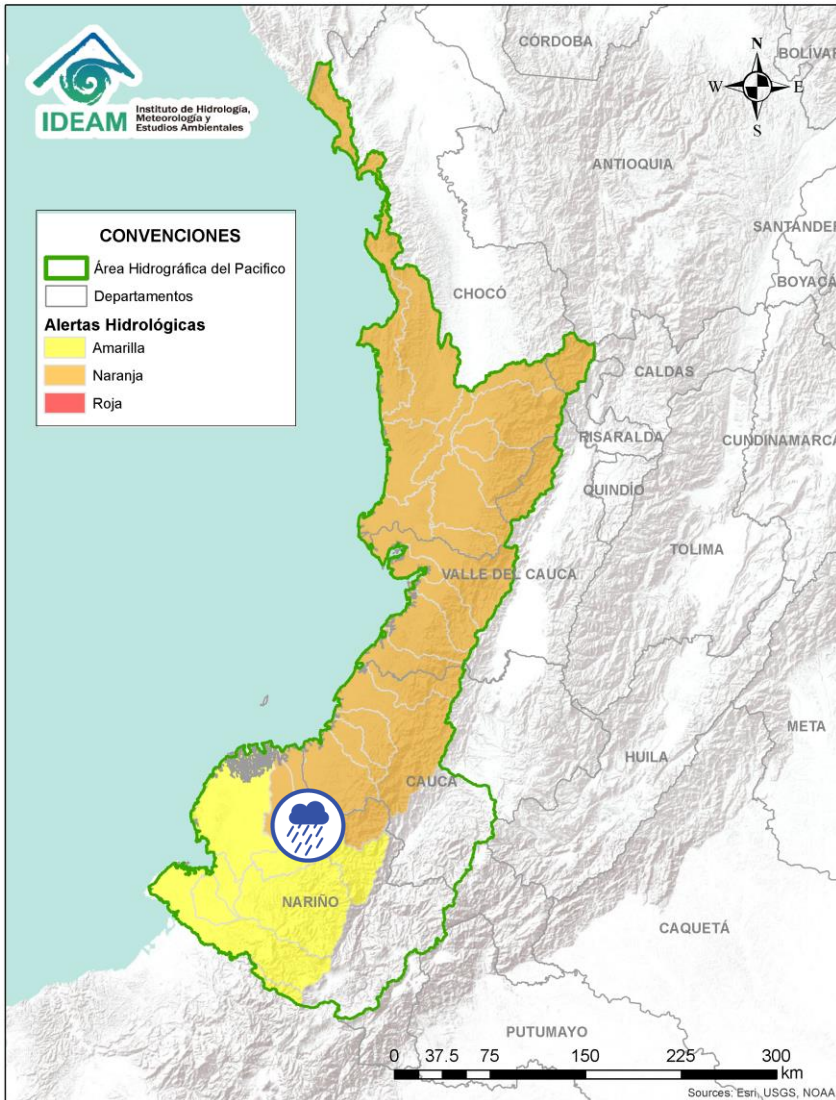 IDEAM
Instituto de Hidrología,
Meteorología y
Estudios Ambientales
CONVENCIONES
Área Hidrográfica del Pacifico
Departamentos
Alertas Hidrológicas
Amarilla
Naranja
Roja
N
W E
S
CÓRDOBA
BOLÍVAR
ANTIOQUIA
SANTANDER
BOYACÁ
CHOCÓ
CALDAS
RISARALDA
CUNDINAMARCA
QUINDÍO
TOLIMA
VALLE DEL CAUCA
META
HUILA
CAUCA
NARIÑO
CAQUETÁ
PUTUMAYO
0 37.5 75 150 225 300
km
Sources: Esri, USGS, NOAA